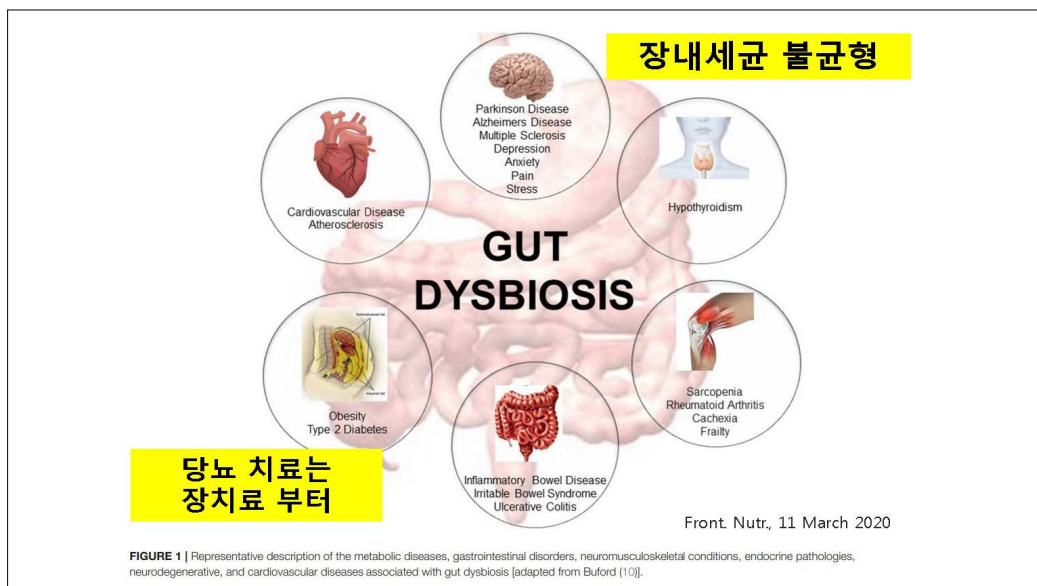 장내세균 불균형
Parkinson Disease
Alzheimers Disease
Multiple Sclerosis
Depression
Anxiety
Pain
Stress
Cardiovascular Disease
Atherosclerosis
Hypothyroidism
GUT
DYSBIOSIS
Obesity
Type 2 Diabetes
Sarcopenia
Rheumatoid Arthritis
Cachexia
Frailty
Inflammatory Bowel Disease
Irritable Bowel Syndrome
Ulcerative Colitis
당뇨 치료는
장치료 부터
Front. Nutr., 11 March 2020
FIGURE 1 | Representative description of the metabolic diseases, gastrointestinal disorders, neuromusculoskeletal conditions, endocrine pathologies,
neurodegenerative, and cardiovascular diseases associated with gut dysbiosis [adapted from Buford (10)].